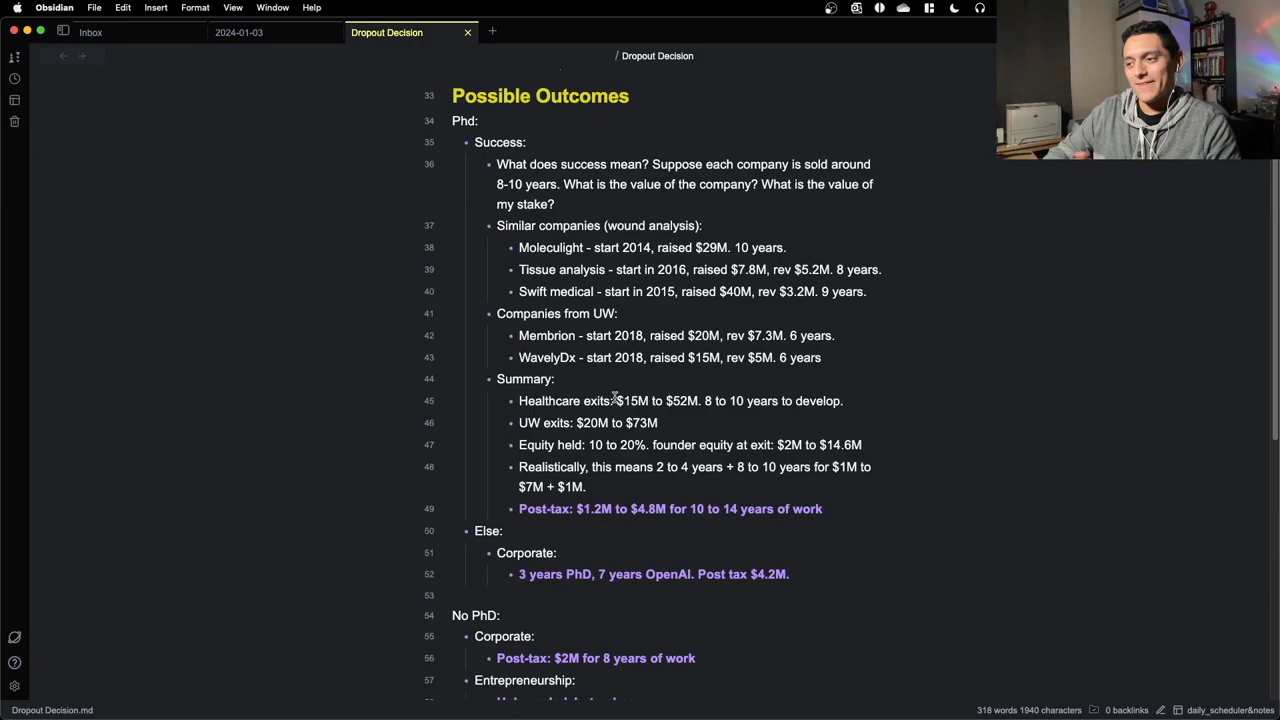 Obsidian File Edit Insert Format View Window Help
Inbox 2024-01-03 Dropout Decision
/ Dropout Decision
33 Possible Outcomes
34 Phd:
35 Success:
36 What does success mean? Suppose each company is sold around
8-10 years. What is the value of the company? What is the value of
my stake?
37 Similar companies (wound analysis):
38 Moleculight - start 2014, raised $29M. 10 years.
39 Tissue analysis - start in 2016, raised $7.8M, rev $5.2M. 8 years.
40 Swift medical - start in 2015, raised $40M, rev $3.2M. 9 years.
41 Companies from UW:
42 Membrion - start 2018, raised $20M, rev $7.3M. 6 years.
43 WavelyDx - start 2018, raised $15M, rev $5M. 6 years
44 Summary:
45 Healthcare exits: $15M to $52M. 8 to 10 years to develop.
46 UW exits: $20M to $73M
47 Equity held: 10 to 20%. founder equity at exit: $2M to $14.6M
48 Realistically, this means 2 to 4 years + 8 to 10 years for $1M to
$7M + $1M.
49 Post-tax: $1.2M to $4.8M for 10 to 14 years of work
50 Else:
51 Corporate:
52 3 years PhD, 7 years OpenAI. Post tax $4.2M.
53
54 No PhD:
55 Corporate:
56 Post-tax: $2M for 8 years of work
57 Entrepreneurship:
Dropout Decision.md 318 words 1940 characters 0 backlinks daily_scheduler&notes